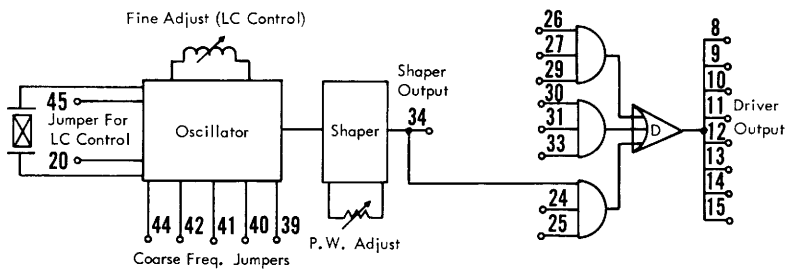 Fine Adjust (LC Control)
45
Jumper For
LC Control
20
Oscillator
44 42 41 40 39
Coarse Freq. Jumpers
Shaper
P.W. Adjust
Shaper
Output
34
26
27
29
30
31
33
24
25
D
8
9
10
11
12
13
14
15
Driver
Output